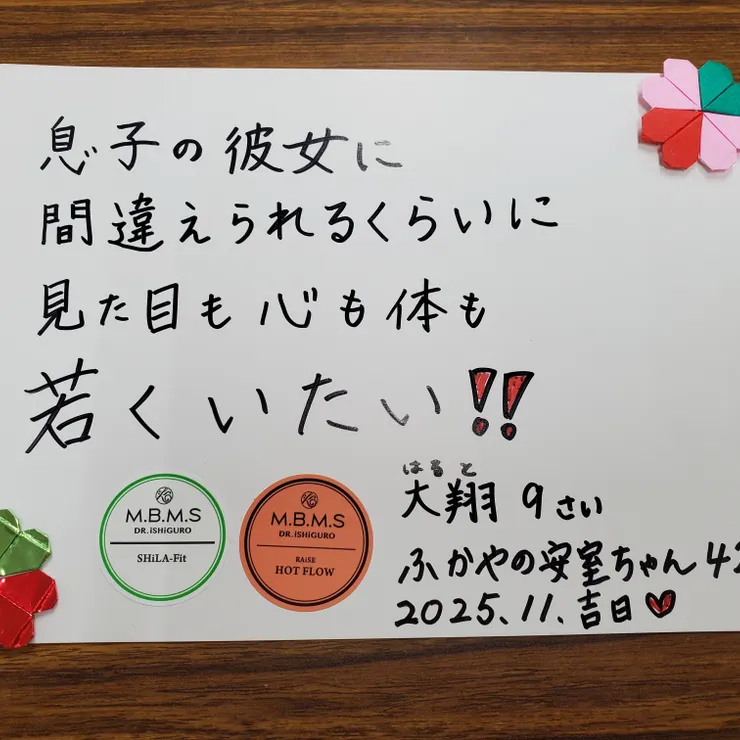 息子の彼女に
間違えられるくらいに
見た目も心も体も
若くいたい!!
はると
大翔 9さい
ふかやの安室ちゃん 42
2025.11.吉日
M.B.M.S
DR.iSHiGURO
SHiLA-Fit
M.B.M.S
DR.iSHiGURO
RAiSE
HOT FLOW